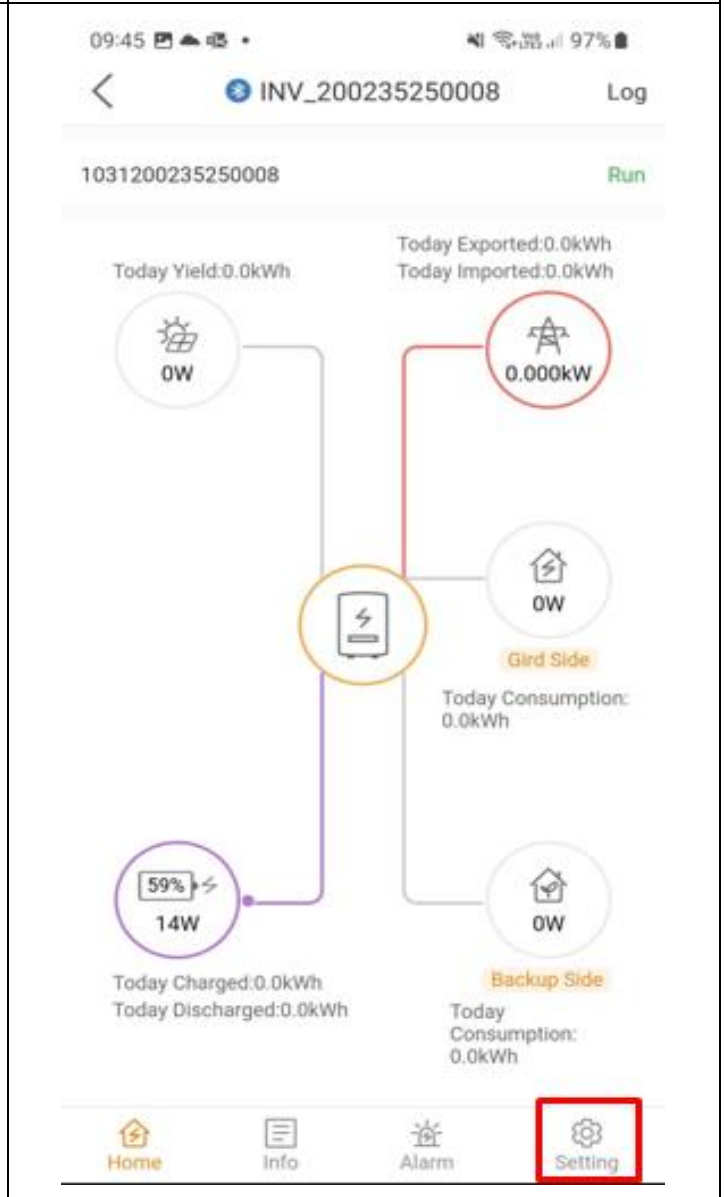 09:45
97%
INV_200235250008
Log
1031200235250008
Run
Today Exported:0.0kWh
Today Yield:0.0kWh
Today Imported:0.0kWh
0W
0.000kW
0W
Gird Side
Today Consumption:
0.0kWh
59%
14W
0W
Today Charged:0.0kWh
Today Discharged:0.0kWh
Backup Side
Today
Consumption:
0.0kWh
Home
Info
Alarm
Setting